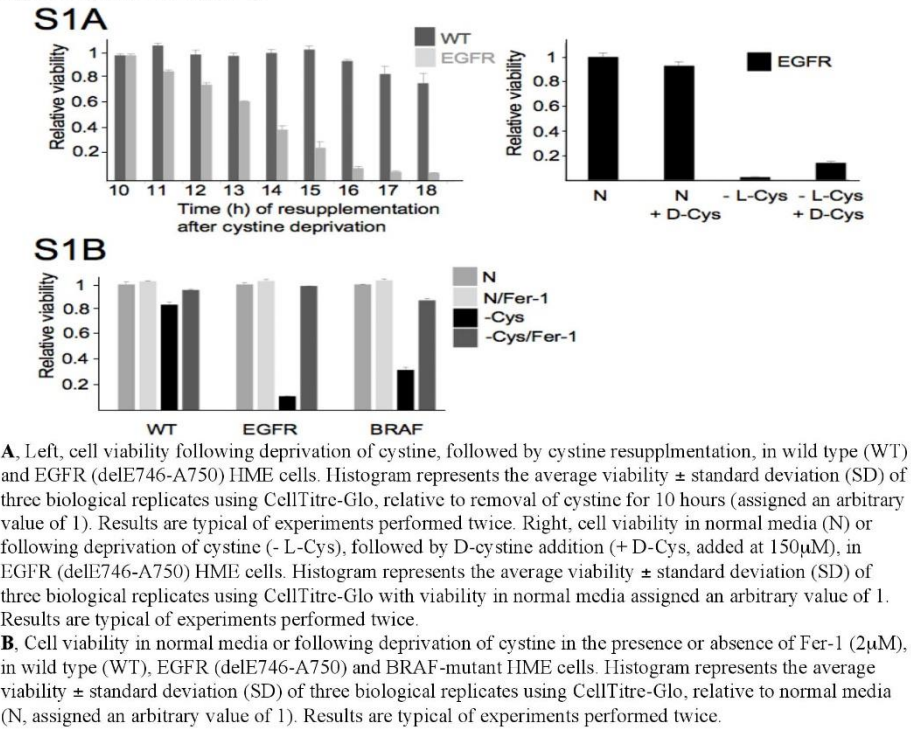 S1A
WT
EGFR
Relative viability
1
0.8
0.6
0.4
0.2
10 11 12 13 14 15 16 17 18
Time (h) of resupplementation
after cystine deprivation
EGFR
Relative viability
1
0.8
0.6
0.4
0.2
N N - L-Cys - L-Cys
+ D-Cys + D-Cys
S1B
N
N/Fer-1
-Cys
-Cys/Fer-1
Relative viability
1
0.8
0.6
0.4
0.2
WT EGFR BRAF
A, Left, cell viability following deprivation of cystine, followed by cystine resupplmentation, in wild type (WT)
and EGFR (delE746-A750) HME cells. Histogram represents the average viability ± standard deviation (SD) of
three biological replicates using CellTitre-Glo, relative to removal of cystine for 10 hours (assigned an arbitrary
value of 1). Results are typical of experiments performed twice. Right, cell viability in normal media (N) or
following deprivation of cystine (- L-Cys), followed by D-cystine addition (+ D-Cys, added at 150μM), in
EGFR (delE746-A750) HME cells. Histogram represents the average viability ± standard deviation (SD) of
three biological replicates using CellTitre-Glo with viability in normal media assigned an arbitrary value of 1.
Results are typical of experiments performed twice.
B, Cell viability in normal media or following deprivation of cystine in the presence or absence of Fer-1 (2μM),
in wild type (WT), EGFR (delE746-A750) and BRAF-mutant HME cells. Histogram represents the average
viability ± standard deviation (SD) of three biological replicates using CellTitre-Glo, relative to normal media
(N, assigned an arbitrary value of 1). Results are typical of experiments performed twice.